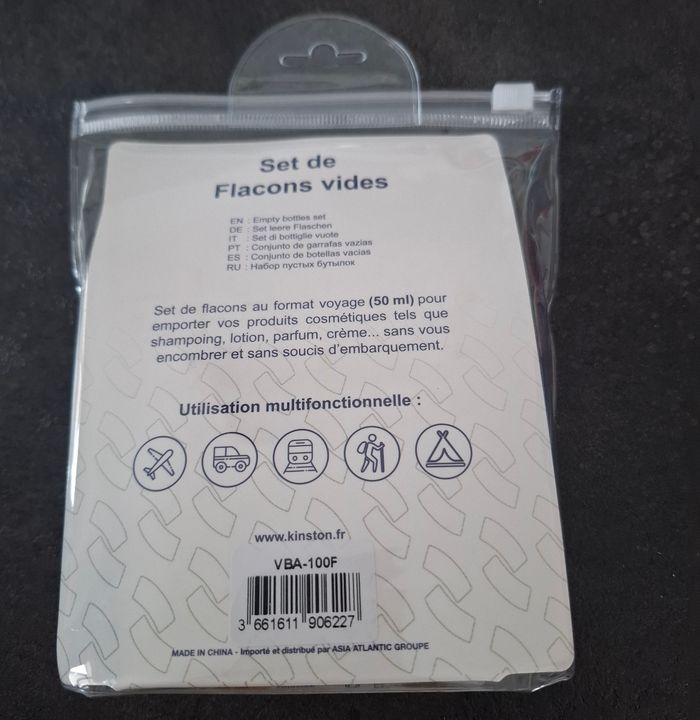 Set de
Flacons vides
EN : Empty bottles set
DE : Set leere Flaschen
IT : Set di bottiglie vuote
PT : Conjunto de garrafas vazias
ES : Conjunto de botellas vacias
RU : Набор пустых бутылок
Set de flacons au format voyage (50 ml) pour
emporter vos produits cosmétiques tels que
shampoing, lotion, parfum, crème... sans vous
encombrer et sans soucis d'embarquement.
Utilisation multifonctionnelle :
www.kinston.fr
VBA-100F
3 661611 906227
MADE IN CHINA - Importé et distribué par ASIA ATLANTIC GROUPE